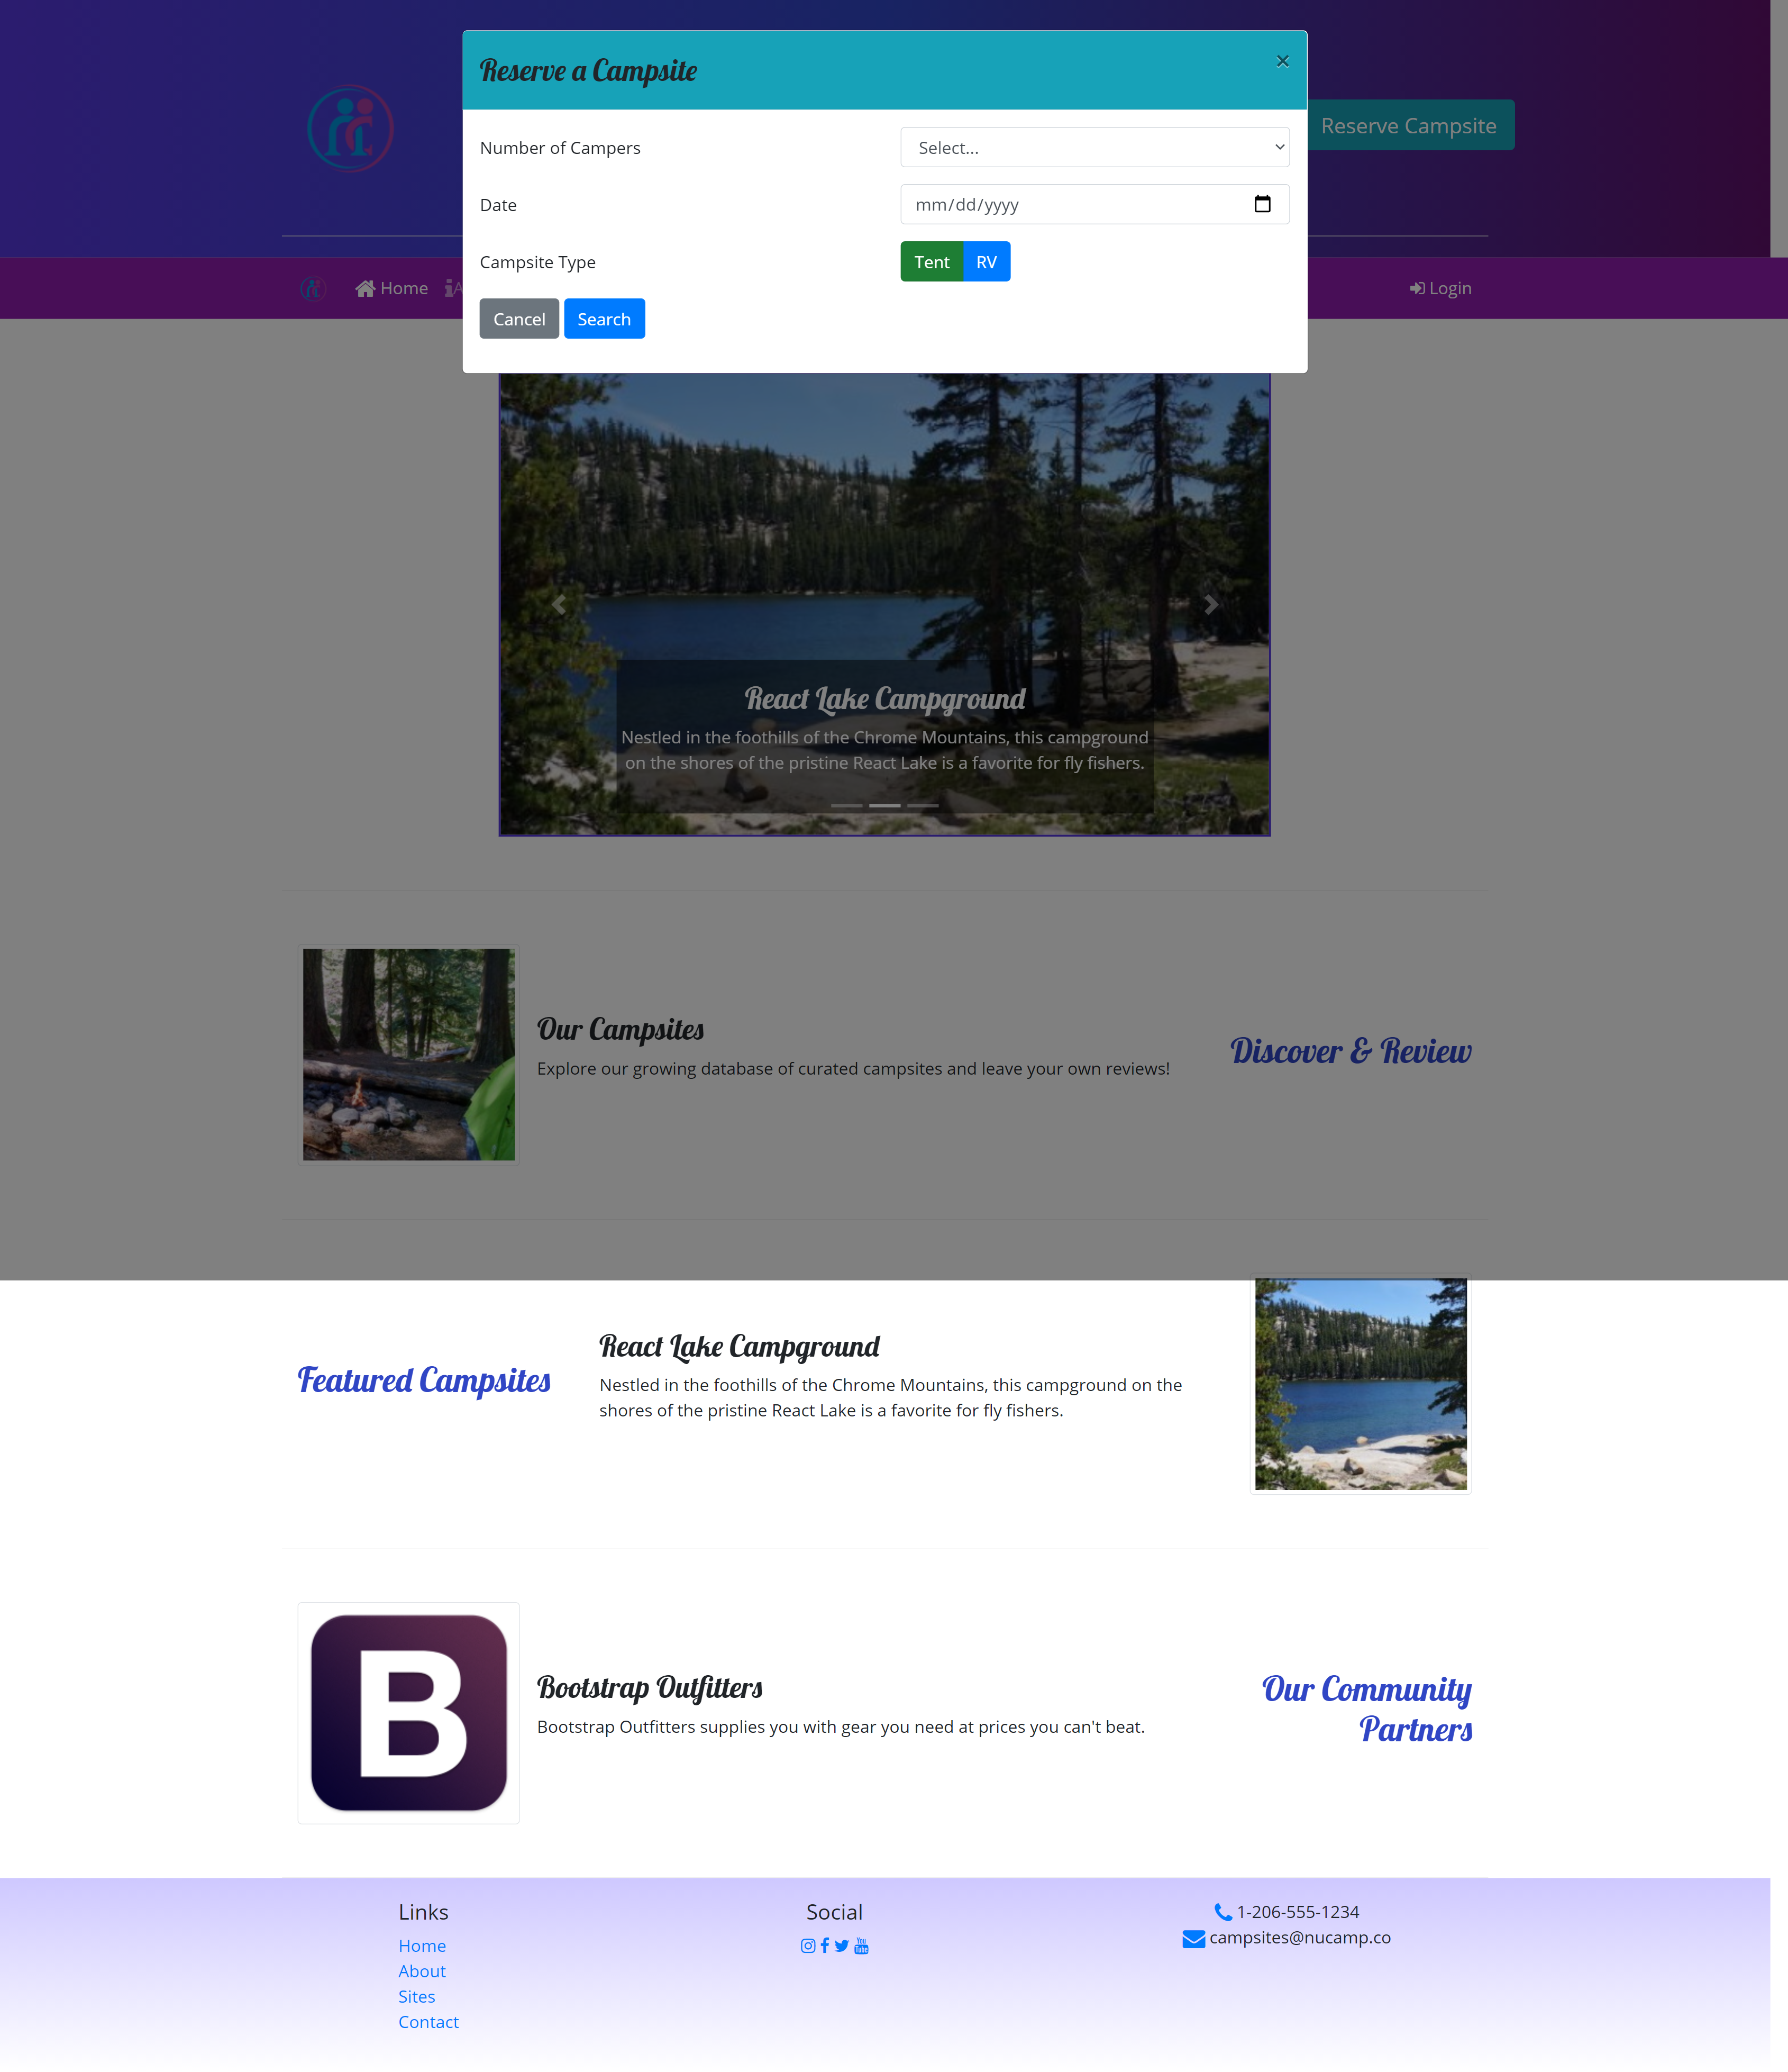 Reserve a Campsite
×
Reserve Campsite
Number of Campers
Select...
Date
mm/dd/yyyy
Campsite Type
Tent
RV
Cancel
Search
Home
A
Login
React Lake Campground
Nestled in the foothills of the Chrome Mountains, this campground
on the shores of the pristine React Lake is a favorite for fly fishers.
Our Campsites
Explore our growing database of curated campsites and leave your own reviews!
Discover & Review
Featured Campsites
React Lake Campground
Nestled in the foothills of the Chrome Mountains, this campground on the
shores of the pristine React Lake is a favorite for fly fishers.
B
Bootstrap Outfitters
Bootstrap Outfitters supplies you with gear you need at prices you can't beat.
Our Community
Partners
Links
Home
About
Sites
Contact
Social
You Tube
1-206-555-1234
campsites@nucamp.co